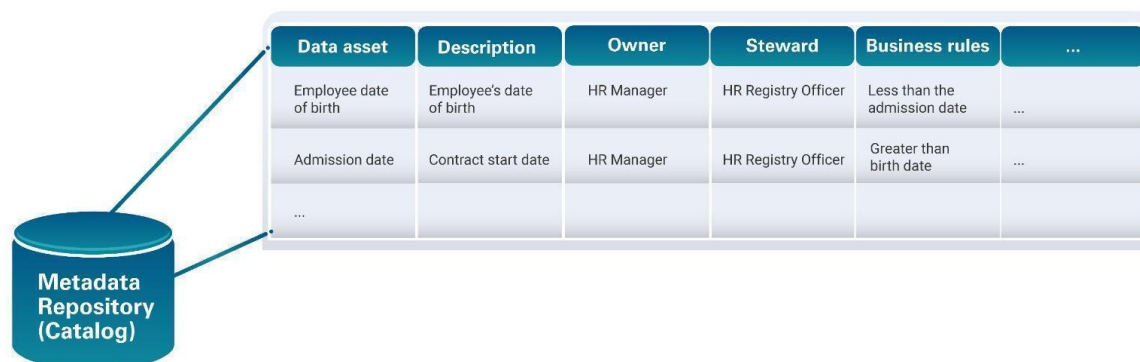 Data asset
Description
Owner
Steward
Business rules
...
Employee date
of birth
Employee's date
of birth
HR Manager
HR Registry Officer
Less than the
admission date
...
Admission date
Contract start date
HR Manager
HR Registry Officer
Greater than
birth date
...
...
Metadata
Repository
(Catalog)